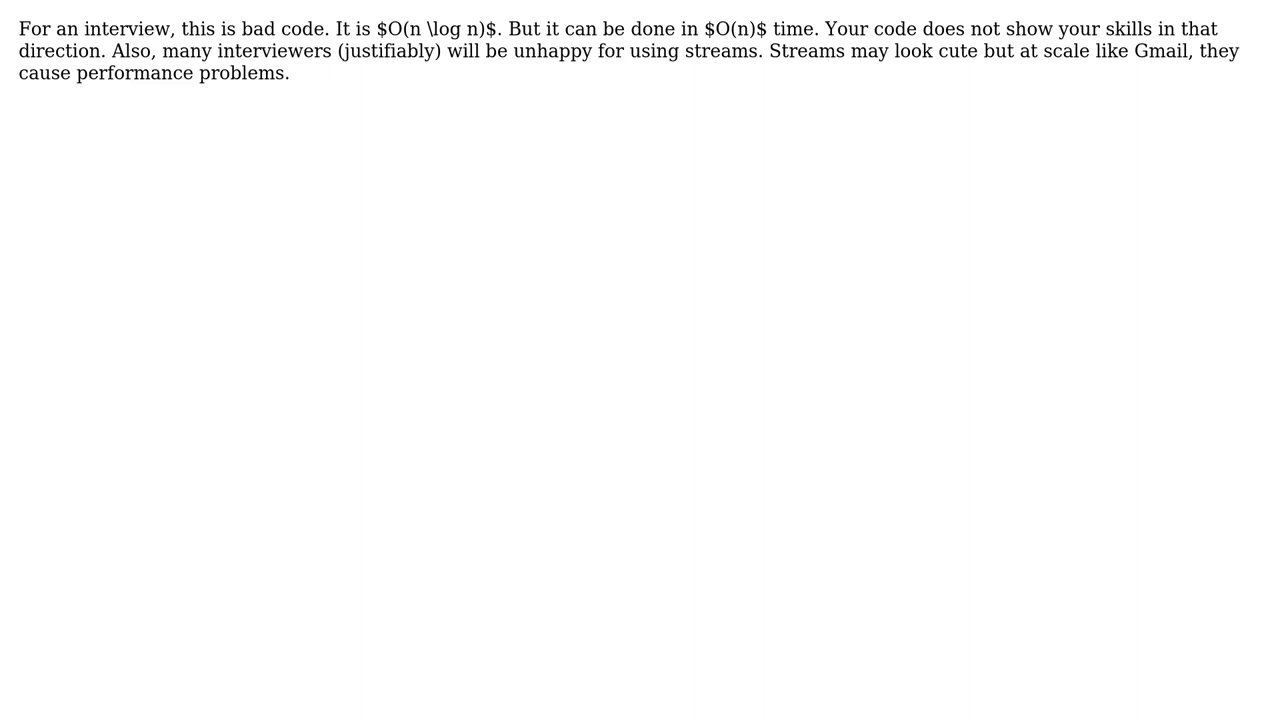 For an interview, this is bad code. It is $O(n \log n)$. But it can be done in $O(n)$ time. Your code does not show your skills in that
direction. Also, many interviewers (justifiably) will be unhappy for using streams. Streams may look cute but at scale like Gmail, they
cause performance problems.